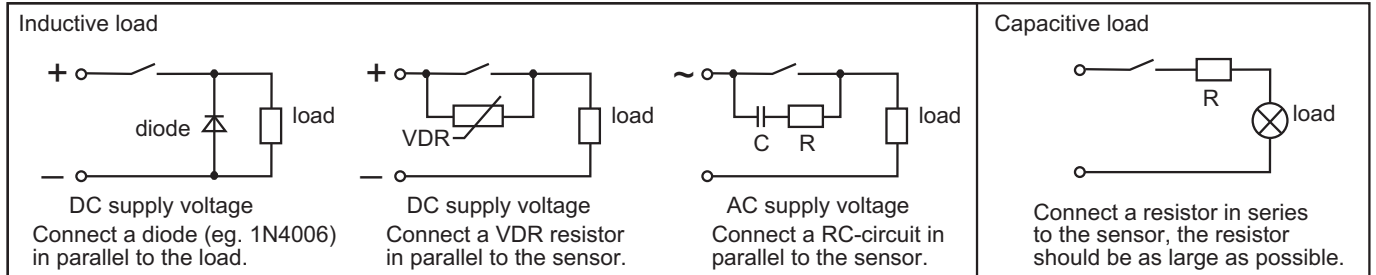 Inductive load
+
diode
load
—
DC supply voltage
Connect a diode (eg. 1N4006)
in parallel to the load.
+
VDR
load
—
DC supply voltage
Connect a VDR resistor
in parallel to the sensor.
~
C R
load
AC supply voltage
Connect a RC-circuit in
parallel to the sensor.
Capacitive load
R
load
Connect a resistor in series
to the sensor, the resistor
should be as large as possible.